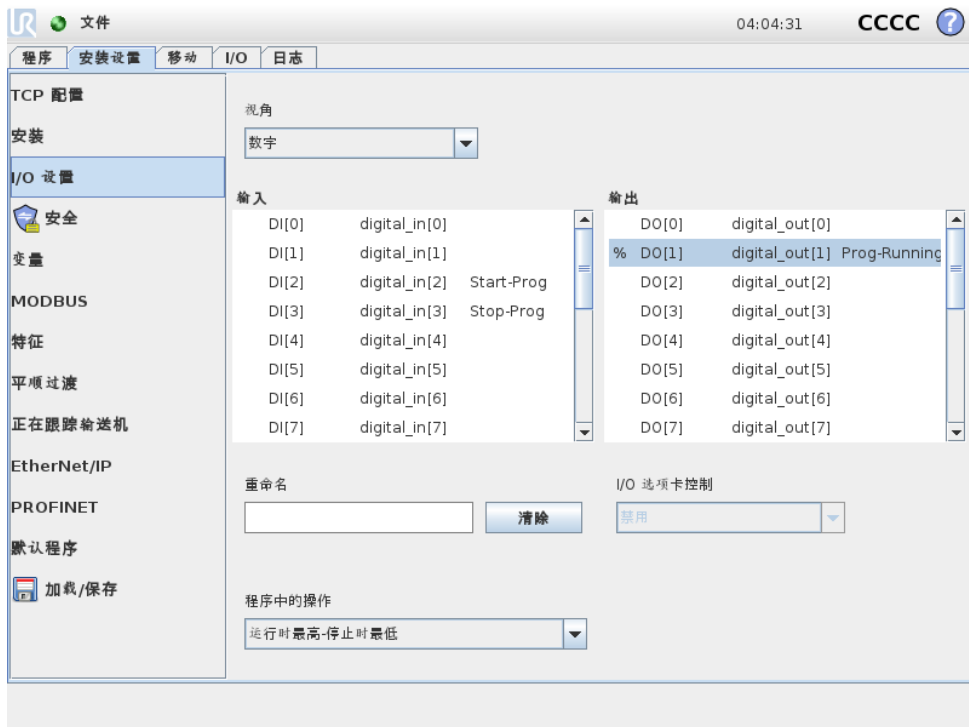 UR 文件 04:04:31 CCCC ?
程序 安装设置 移动 I/O 日志
TCP 配置
安装
I/O 设置
安全
变量
MODBUS
特征
平顺过渡
正在跟踪输送机
EtherNet/IP
PROFINET
默认程序
加载/保存
视角
数字
输入
DI[0] digital_in[0]
DI[1] digital_in[1]
DI[2] digital_in[2] Start-Prog
DI[3] digital_in[3] Stop-Prog
DI[4] digital_in[4]
DI[5] digital_in[5]
DI[6] digital_in[6]
DI[7] digital_in[7]
输出
DO[0] digital_out[0]
% DO[1] digital_out[1] Prog-Running
DO[2] digital_out[2]
DO[3] digital_out[3]
DO[4] digital_out[4]
DO[5] digital_out[5]
DO[6] digital_out[6]
DO[7] digital_out[7]
重命名
清除
I/O 选项卡控制
禁用
程序中的操作
运行时最高-停止时最低